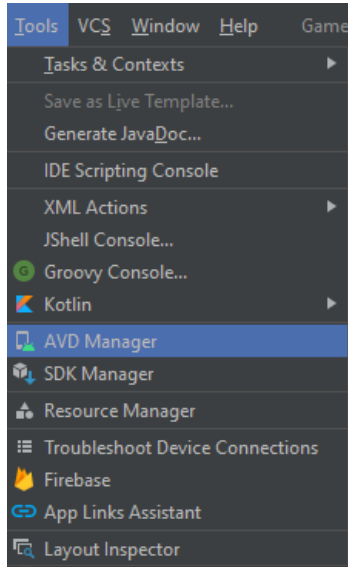 Tools VCS Window Help Game
Tasks & Contexts
Save as Live Template...
Generate JavaDoc...
IDE Scripting Console
XML Actions
JShell Console...
G Groovy Console...
Kotlin
AVD Manager
SDK Manager
Resource Manager
Troubleshoot Device Connections
Firebase
App Links Assistant
Layout Inspector